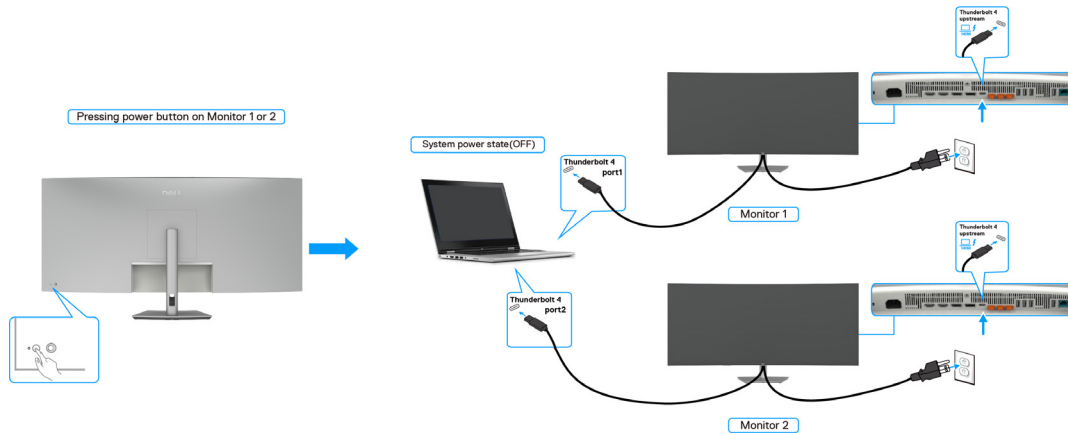 Pressing power button on Monitor 1 or 2
DELL
System power state(OFF)
Thunderbolt 4
port1
Thunderbolt 4
upstream
Monitor 1
Thunderbolt 4
port2
Thunderbolt 4
upstream
Monitor 2